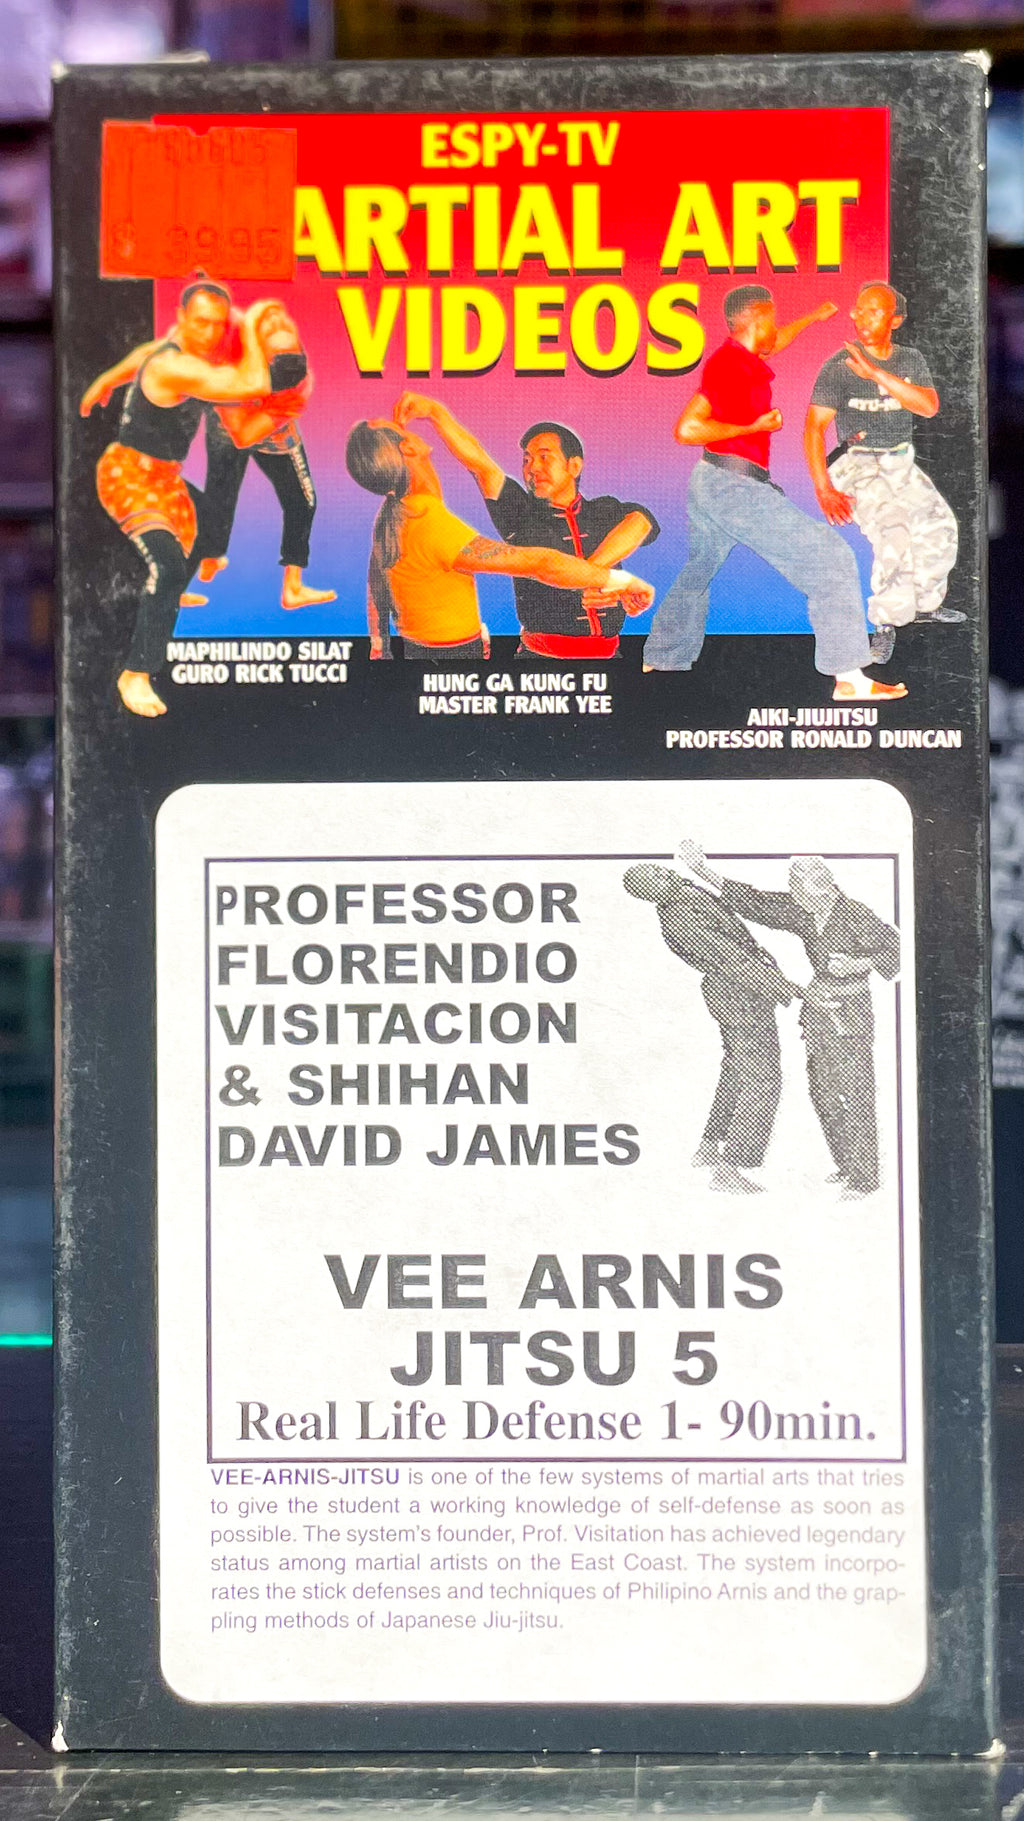 ESPY-TV
ARTIAL ART
VIDEOS
$ 39.95
MAPHILINDO SILAT
GURO RICK TUCCI
HUNG GA KUNG FU
MASTER FRANK YEE
AIKI-JIUJITSU
PROFESSOR RONALD DUNCAN
PROFESSOR
FLORENDIO
VISITACION
& SHIHAN
DAVID JAMES
VEE ARNIS
JITSU 5
Real Life Defense 1- 90min.
VEE-ARNIS-JITSU is one of the few systems of martial arts that tries
to give the student a working knowledge of self-defense as soon as
possible. The system's founder, Prof. Visitation has achieved legendary
status among martial artists on the East Coast. The system incorpo-
rates the stick defenses and techniques of Philipino Arnis and the grap-
pling methods of Japanese Jiu-jitsu.